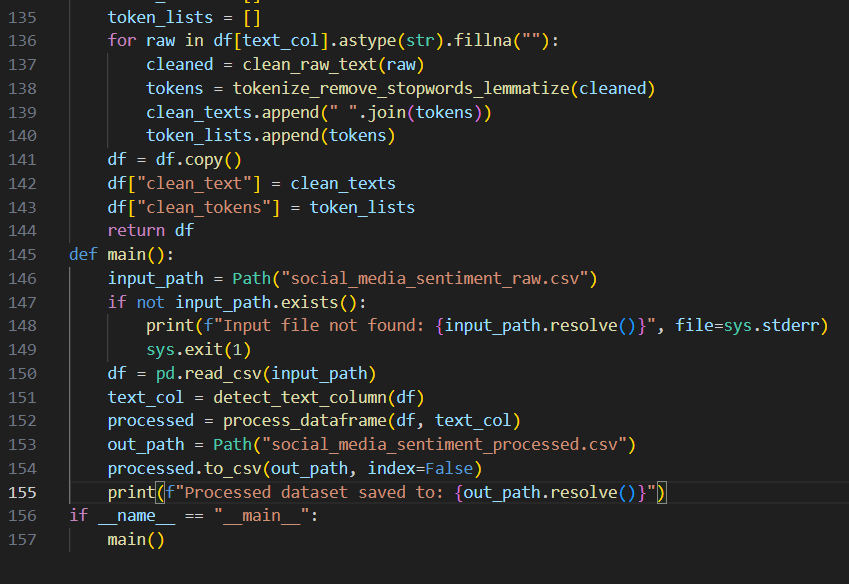 135 token_lists = []
136 for raw in df[text_col].astype(str).fillna(""):
137 cleaned = clean_raw_text(raw)
138 tokens = tokenize_remove_stopwords_lemmatize(cleaned)
139 clean_texts.append(" ".join(tokens))
140 token_lists.append(tokens)
141 df = df.copy()
142 df["clean_text"] = clean_texts
143 df["clean_tokens"] = token_lists
144 return df
145 def main():
146 input_path = Path("social_media_sentiment_raw.csv")
147 if not input_path.exists():
148 print(f"Input file not found: {input_path.resolve()}", file=sys.stderr)
149 sys.exit(1)
150 df = pd.read_csv(input_path)
151 text_col = detect_text_column(df)
152 processed = process_dataframe(df, text_col)
153 out_path = Path("social_media_sentiment_processed.csv")
154 processed.to_csv(out_path, index=False)
155 print(f"Processed dataset saved to: {out_path.resolve()}")
156 if __name__ == "__main__":
157 main()